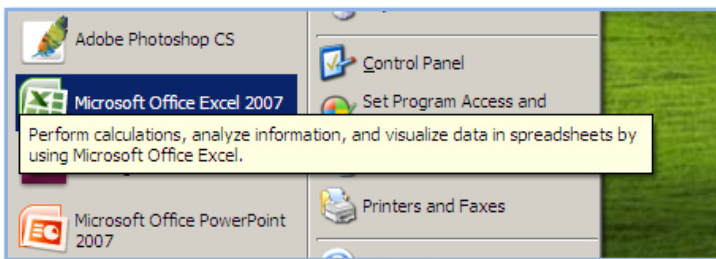 Adobe Photoshop CS
Control Panel
Microsoft Office Excel 2007
Set Program Access and
Perform calculations, analyze information, and visualize data in spreadsheets by
using Microsoft Office Excel.
Printers and Faxes
Microsoft Office PowerPoint
2007